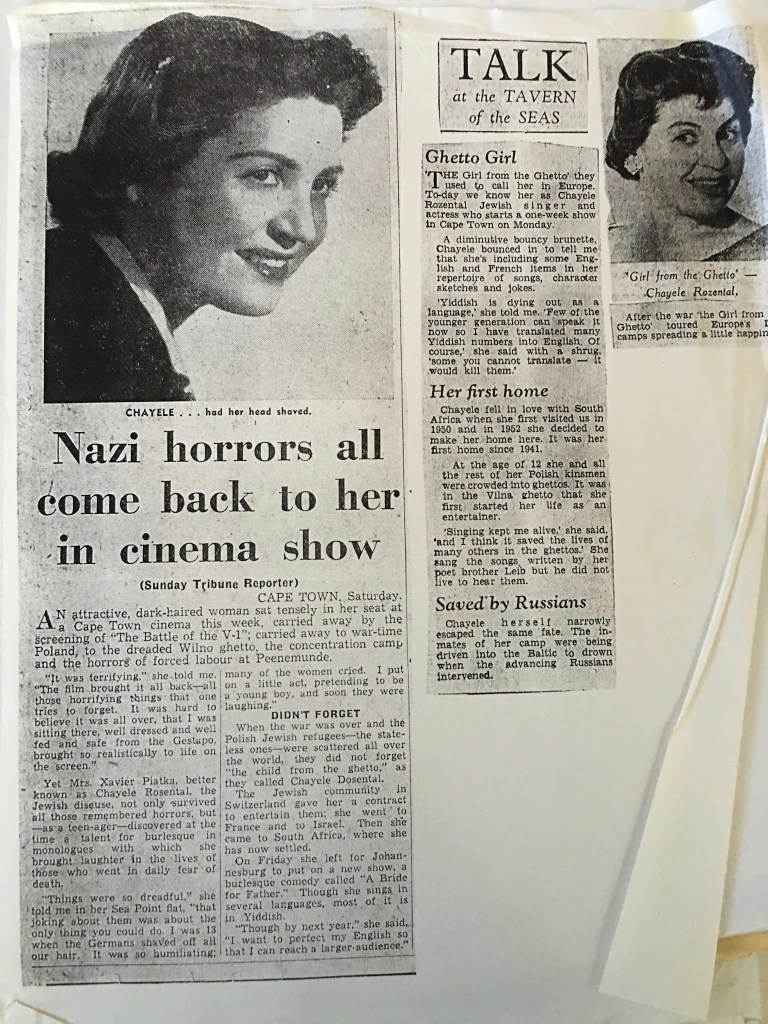 CHAYELE . . . had her head shaved.
Nazi horrors all
come back to her
in cinema show
(Sunday Tribune Reporter)
CAPE TOWN, Saturday.
AN attractive, dark-haired woman sat tensely in her seat at
a Cape Town cinema this week, carried away by the
screening of "The Battle of the V-1"; carried away to war-time
Poland, to the dreaded Wilno ghetto, the concentration camp
and the horrors of forced labour at Peenemunde.
"It was terrifying," she told me.
"The film brought it all back—all
those horrifying things that one
tries to forget. It was hard to
believe it was all over, that I was
sitting there, well dressed and well
fed and safe from the Gestapo,
brought so realistically to life on
the screen."
Yet Mrs. Xavier Piatka, better
known as Chayele Rosental, the
Jewish diseuse, not only survived
all those remembered horrors, but
—as a teen-ager—discovered at the
time a talent for burlesque in
monologues with which she
brought laughter in the lives of
those who went in daily fear of
death.
"Things were so dreadful," she
told me in her Sea Point flat, "that
joking about them was about the
only thing you could do. I was 13
when the Germans shaved off all
our hair. It was so humiliating;
many of the women cried. I put
on a little act, pretending to be
a young boy, and soon they were
laughing."
DIDN'T FORGET
When the war was over and the
Polish Jewish refugees—the state-
less ones—were scattered all over
the world, they did not forget
"the child from the ghetto," as
they called Chayele Dosental.
The Jewish community in
Switzerland gave her a contract
to entertain them; she went to
France and to Israel. Then she
came to South Africa, where she
has now settled.
On Friday she left for Johan-
nesburg to put on a new show, a
burlesque comedy called "A Bride
for Father." Though she sings in
several languages, most of it is
in Yiddish.
"Though by next year," she said,
"I want to perfect my English so
that I can reach a larger audience."
TALK
at the TAVERN
of the SEAS
Ghetto Girl
'THE Girl from the Ghetto' they
used to call her in Europe.
To-day we know her as Chayele
Rozental Jewish singer and
actress who starts a one-week show
in Cape Town on Monday.
A diminutive bouncy brunette,
Chayele bounced in to tell me
that she's including some Eng-
lish and French items in her
repertoire of songs, character
sketches and jokes.
'Yiddish is dying out as a
language,' she told me. 'Few of the
younger generation can speak it
now so I have translated many
Yiddish numbers into English. Of
course,' she said with a shrug,
'some you cannot translate — it
would kill them.'
Her first home
Chayele fell in love with South
Africa when she first visited us in
1950 and in 1952 she decided to
make her home here. It was her
first home since 1941.
At the age of 12 she and all
the rest of her Polish kinsmen
were crowded into ghettos. It was
in the Vilna ghetto that she
first started her life as an
entertainer.
'Singing kept me alive,' she said,
'and I think it saved the lives of
many others in the ghettos.' She
sang the songs written by her
poet brother Leib but he did not
live to hear them.
Saved by Russians
Chayele herself narrowly
escaped the same fate. The in-
mates of her camp were being
driven into the Baltic to drown
when the advancing Russians
intervened.
'Girl from the Ghetto' —
Chayele Rozental,
After the war 'the Girl from
Ghetto' toured Europe's
camps spreading a little